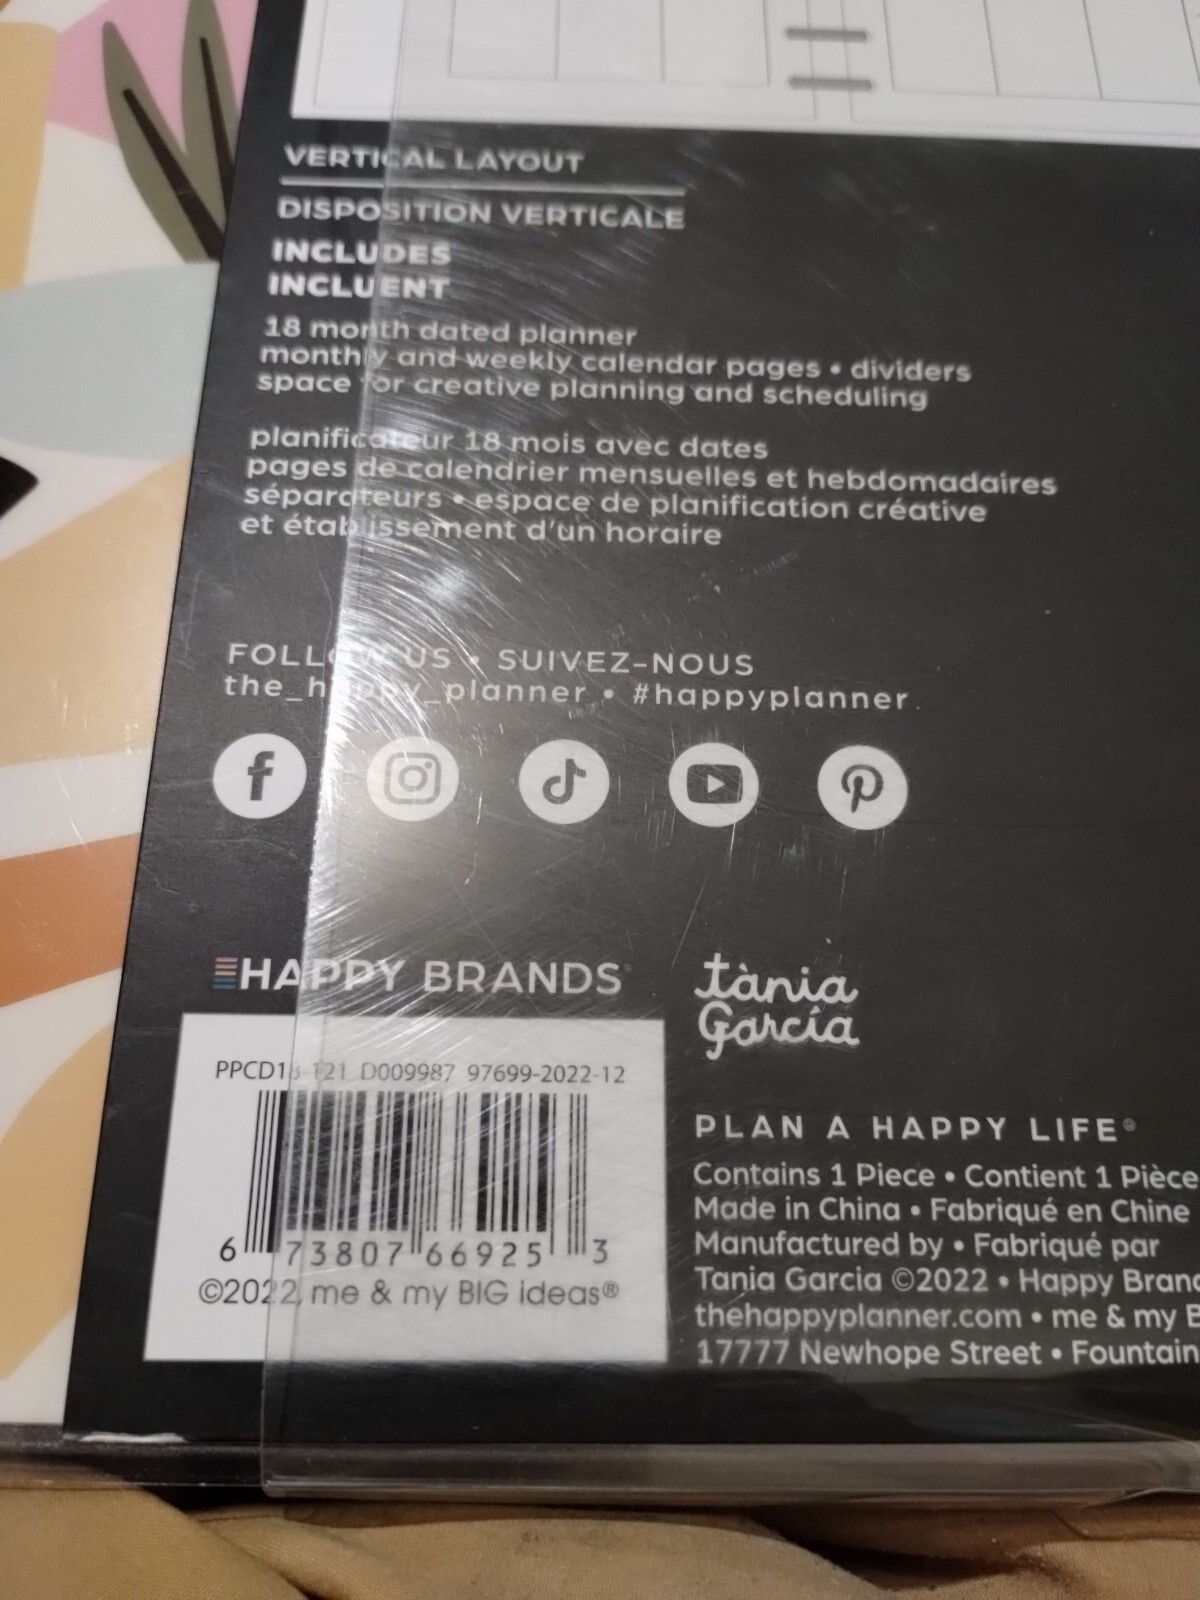 VERTICAL LAYOUT
DISPOSITION VERTICALE
INCLUDES
INCLUENT
18 month dated planner
monthly and weekly calendar pages • dividers
space for creative planning and scheduling
planificateur 18 mois avec dates
pages de calendrier mensuelles et hebdomadaires
séparateurs • espace de planification créative
et établissement d'un horaire
FOLLOW US • SUIVEZ-NOUS
the_happy_planner • #happyplanner
HAPPY BRANDS
tània
García
PPCD18-121 D009987 97699-2022-12
6 73807 66925 3
©2022, me & my BIG ideas®
PLAN A HAPPY LIFE®
Contains 1 Piece • Contient 1 Pièce
Made in China • Fabriqué en Chine
Manufactured by • Fabriqué par
Tania Garcia ©2022 • Happy Brand
thehappyplanner.com • me & my B
17777 Newhope Street • Fountain